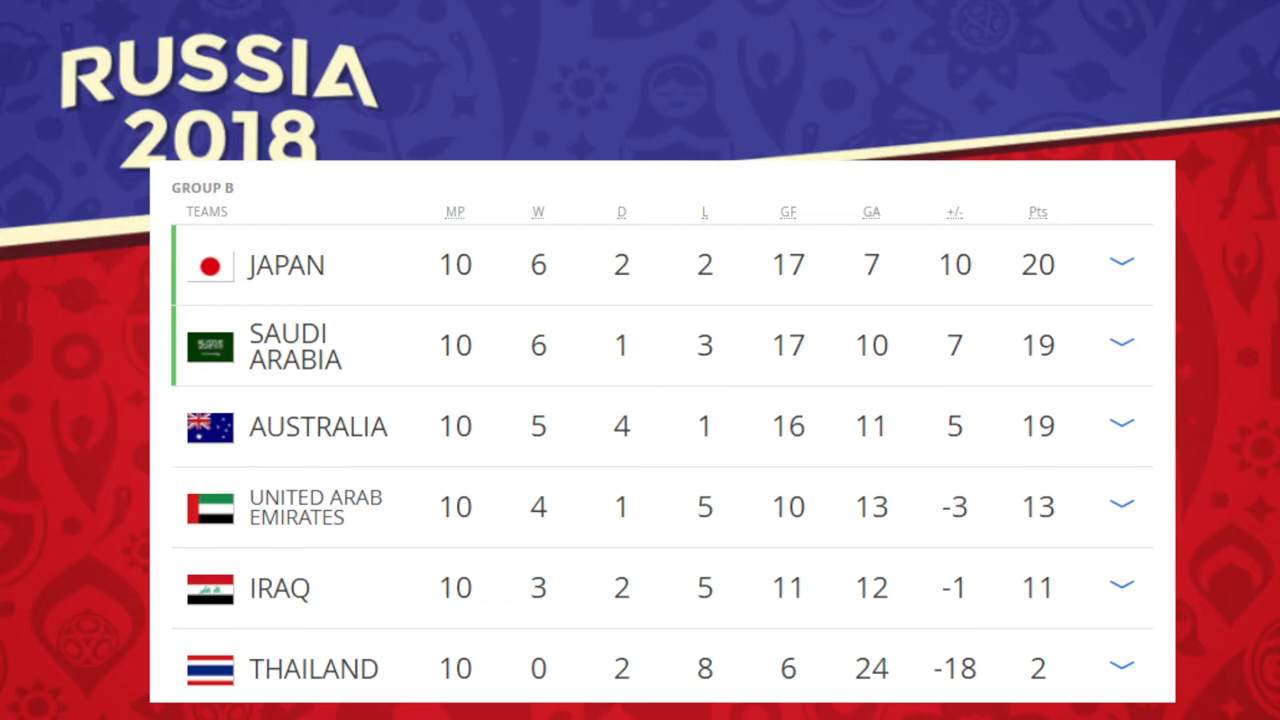 RUSSIA
2018
GROUP B
TEAMS MP W D L GF GA +/- Pts
JAPAN 10 6 2 2 17 7 10 20
SAUDI
ARABIA 10 6 1 3 17 10 7 19
AUSTRALIA 10 5 4 1 16 11 5 19
UNITED ARAB
EMIRATES 10 4 1 5 10 13 -3 13
IRAQ 10 3 2 5 11 12 -1 11
THAILAND 10 0 2 8 6 24 -18 2